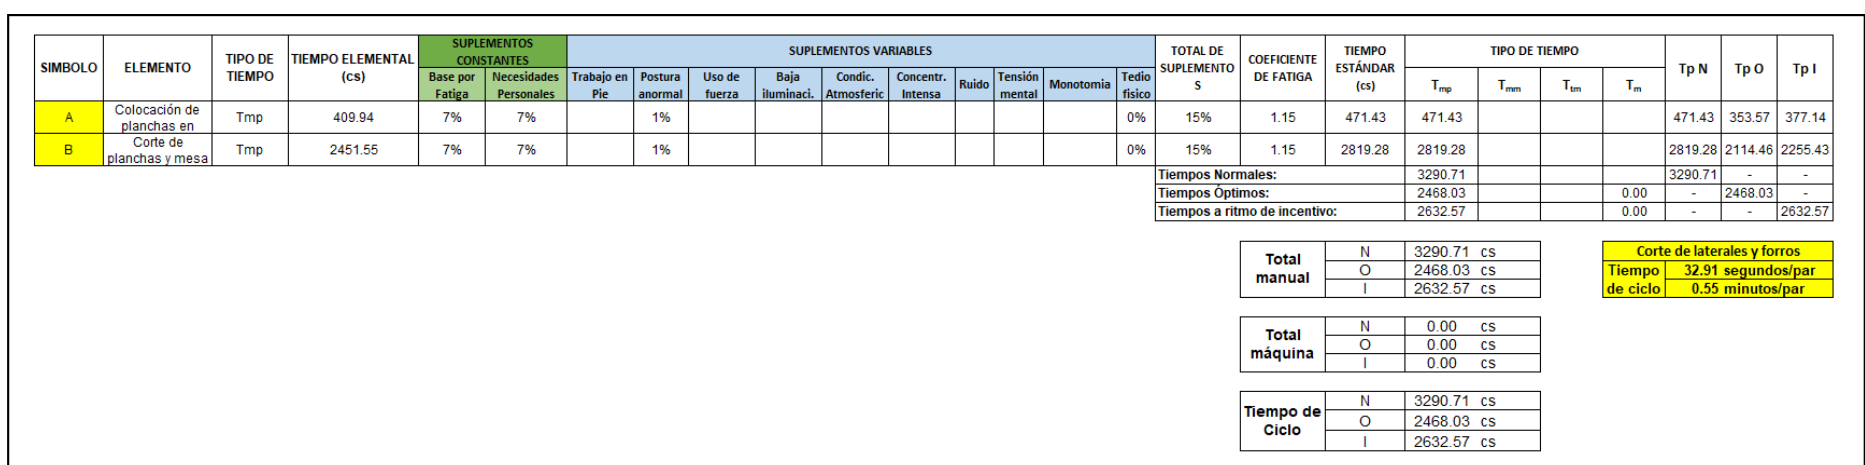 SIMBOLO ELEMENTO TIPO DE TIEMPO TIEMPO ELEMENTAL (cs) SUPLEMENTOS CONSTANTES SUPLEMENTOS VARIABLES TOTAL DE SUPLEMENTOS COEFICIENTE DE FATIGA TIEMPO ESTÁNDAR (cs) TIPO DE TIEMPO Tp N Tp O Tp I
Base por Fatiga Necesidades Personales Trabajo en Pie Postura anormal Uso de fuerza Baja iluminaci. Condic. Atmosferic Concentr. Intensa Ruido Tensión mental Monotomia Tedio fisico Tmp Tmm Ttm Tm
A Colocación de planchas en Tmp 409.94 7% 7% 1% 0% 15% 1.15 471.43 471.43 471.43 353.57 377.14
B Corte de planchas y mesa Tmp 2451.55 7% 7% 1% 0% 15% 1.15 2819.28 2819.28 2819.28 2114.46 2255.43
Tiempos Normales: 3290.71 3290.71 - -
Tiempos Óptimos: 2468.03 0.00 - 2468.03 -
Tiempos a ritmo de incentivo: 2632.57 0.00 - - 2632.57
Total manual
N 3290.71 cs
O 2468.03 cs
I 2632.57 cs
Corte de laterales y forros
Tiempo de ciclo
32.91 segundos/par
0.55 minutos/par
Total máquina
N 0.00 cs
O 0.00 cs
I 0.00 cs
Tiempo de Ciclo
N 3290.71 cs
O 2468.03 cs
I 2632.57 cs